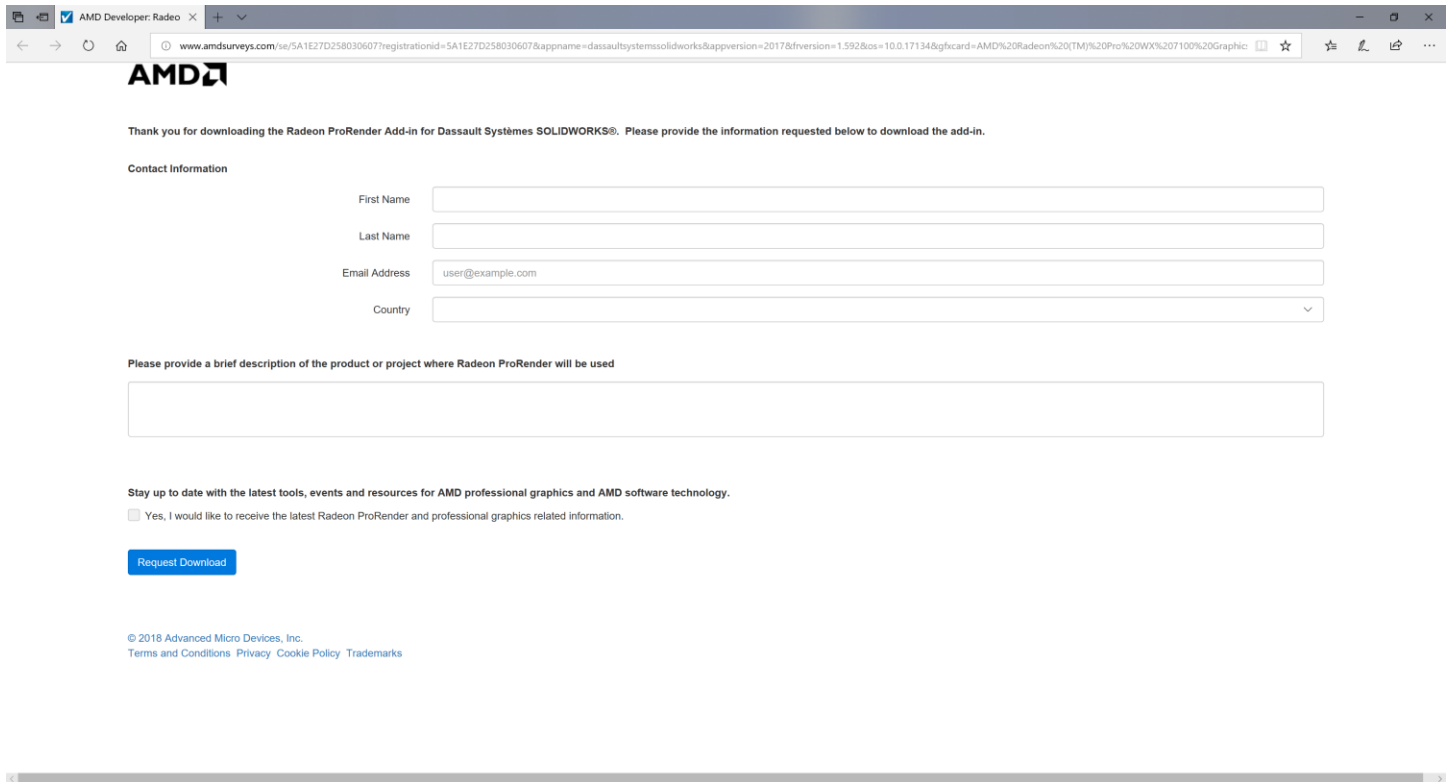 AMD Developer: Radeo
www.amdsurveys.com/se/5A1E27D258030607?registrationid=5A1E27D258030607&appname=dassaultsystemssolidworks&appversion=2017&frversion=1.592&os=10.0.17134&gfxcard=AMD%20Radeon%20(TM)%20Pro%20WX%207100%20Graphic
AMD
Thank you for downloading the Radeon ProRender Add-in for Dassault Systèmes SOLIDWORKS®. Please provide the information requested below to download the add-in.
Contact Information
First Name
Last Name
Email Address user@example.com
Country
Please provide a brief description of the product or project where Radeon ProRender will be used
Stay up to date with the latest tools, events and resources for AMD professional graphics and AMD software technology.
Yes, I would like to receive the latest Radeon ProRender and professional graphics related information.
Request Download
© 2018 Advanced Micro Devices, Inc.
Terms and Conditions Privacy Cookie Policy Trademarks